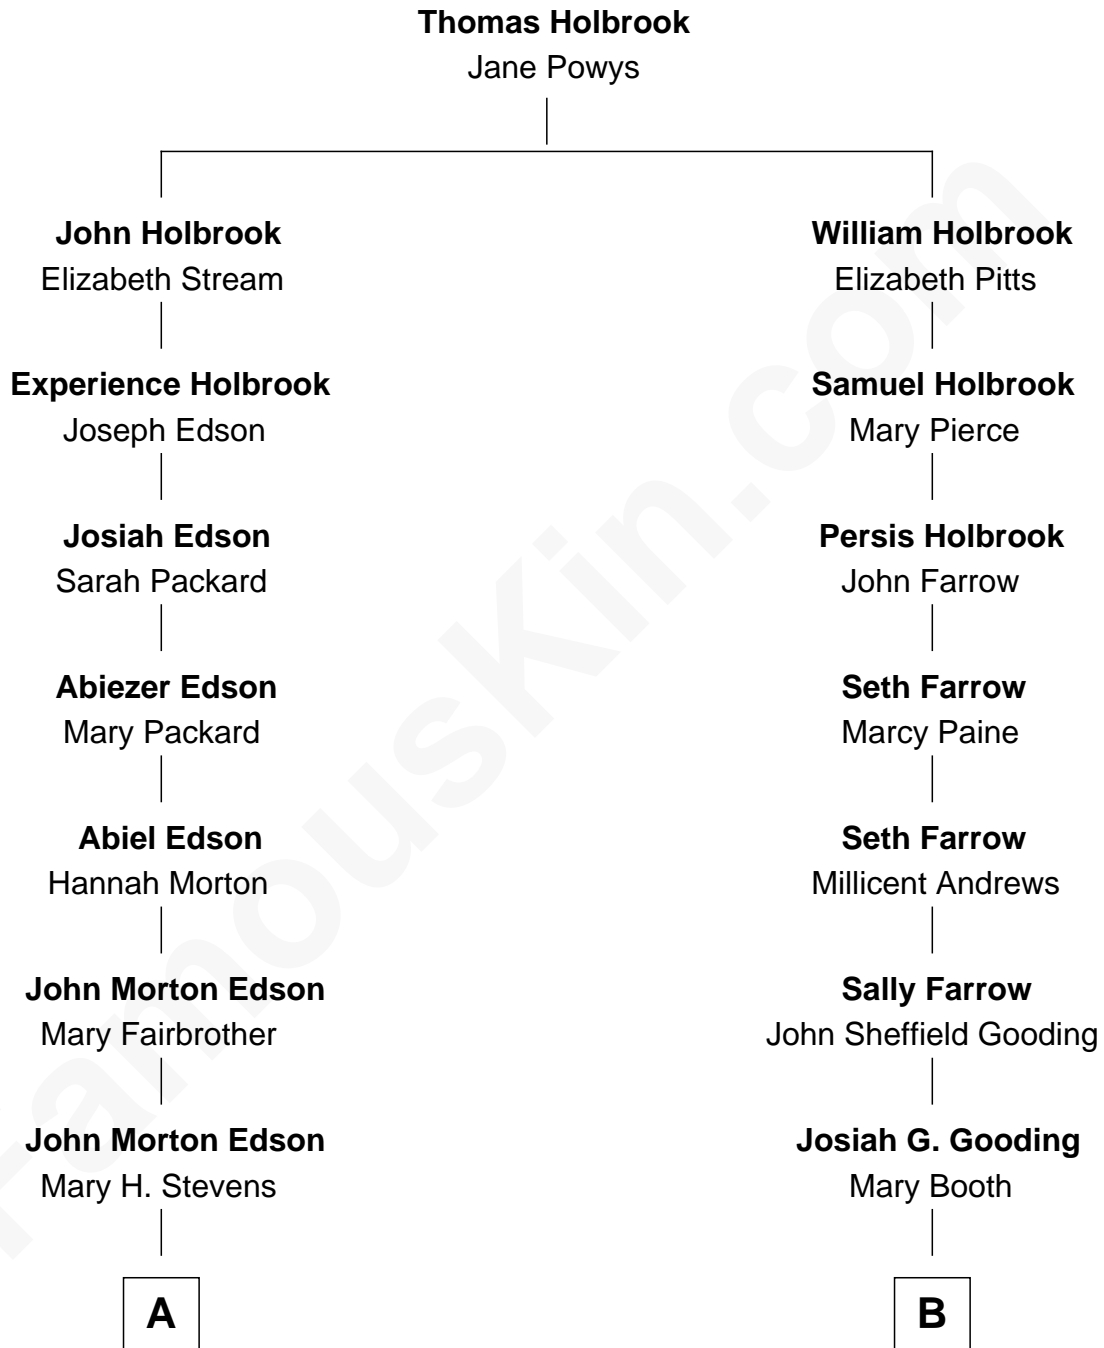 Thomas Holbrook
Jane Powys
John Holbrook
Elizabeth Stream
William Holbrook
Elizabeth Pitts
Experience Holbrook
Joseph Edson
Samuel Holbrook
Mary Pierce
Josiah Edson
Sarah Packard
Persis Holbrook
John Farrow
Abiezer Edson
Mary Packard
Seth Farrow
Marcy Paine
Abiel Edson
Hannah Morton
Seth Farrow
Millicent Andrews
John Morton Edson
Mary Fairbrother
Sally Farrow
John Sheffield Gooding
John Morton Edson
Mary H. Stevens
Josiah G. Gooding
Mary Booth
A
B
FamousKin.com